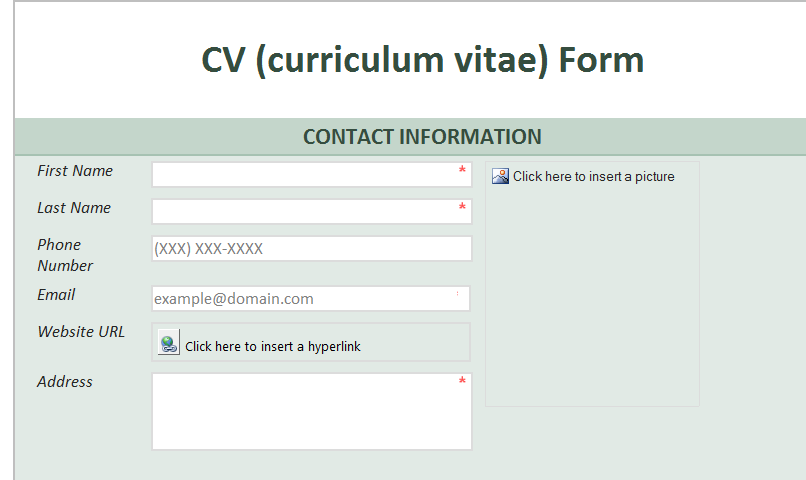 CV (curriculum vitae) Form
CONTACT INFORMATION
First Name
*
Click here to insert a picture
Last Name
*
Phone
Number
(XXX) XXX-XXXX
Email
example@domain.com
Website URL
Click here to insert a hyperlink
Address
*